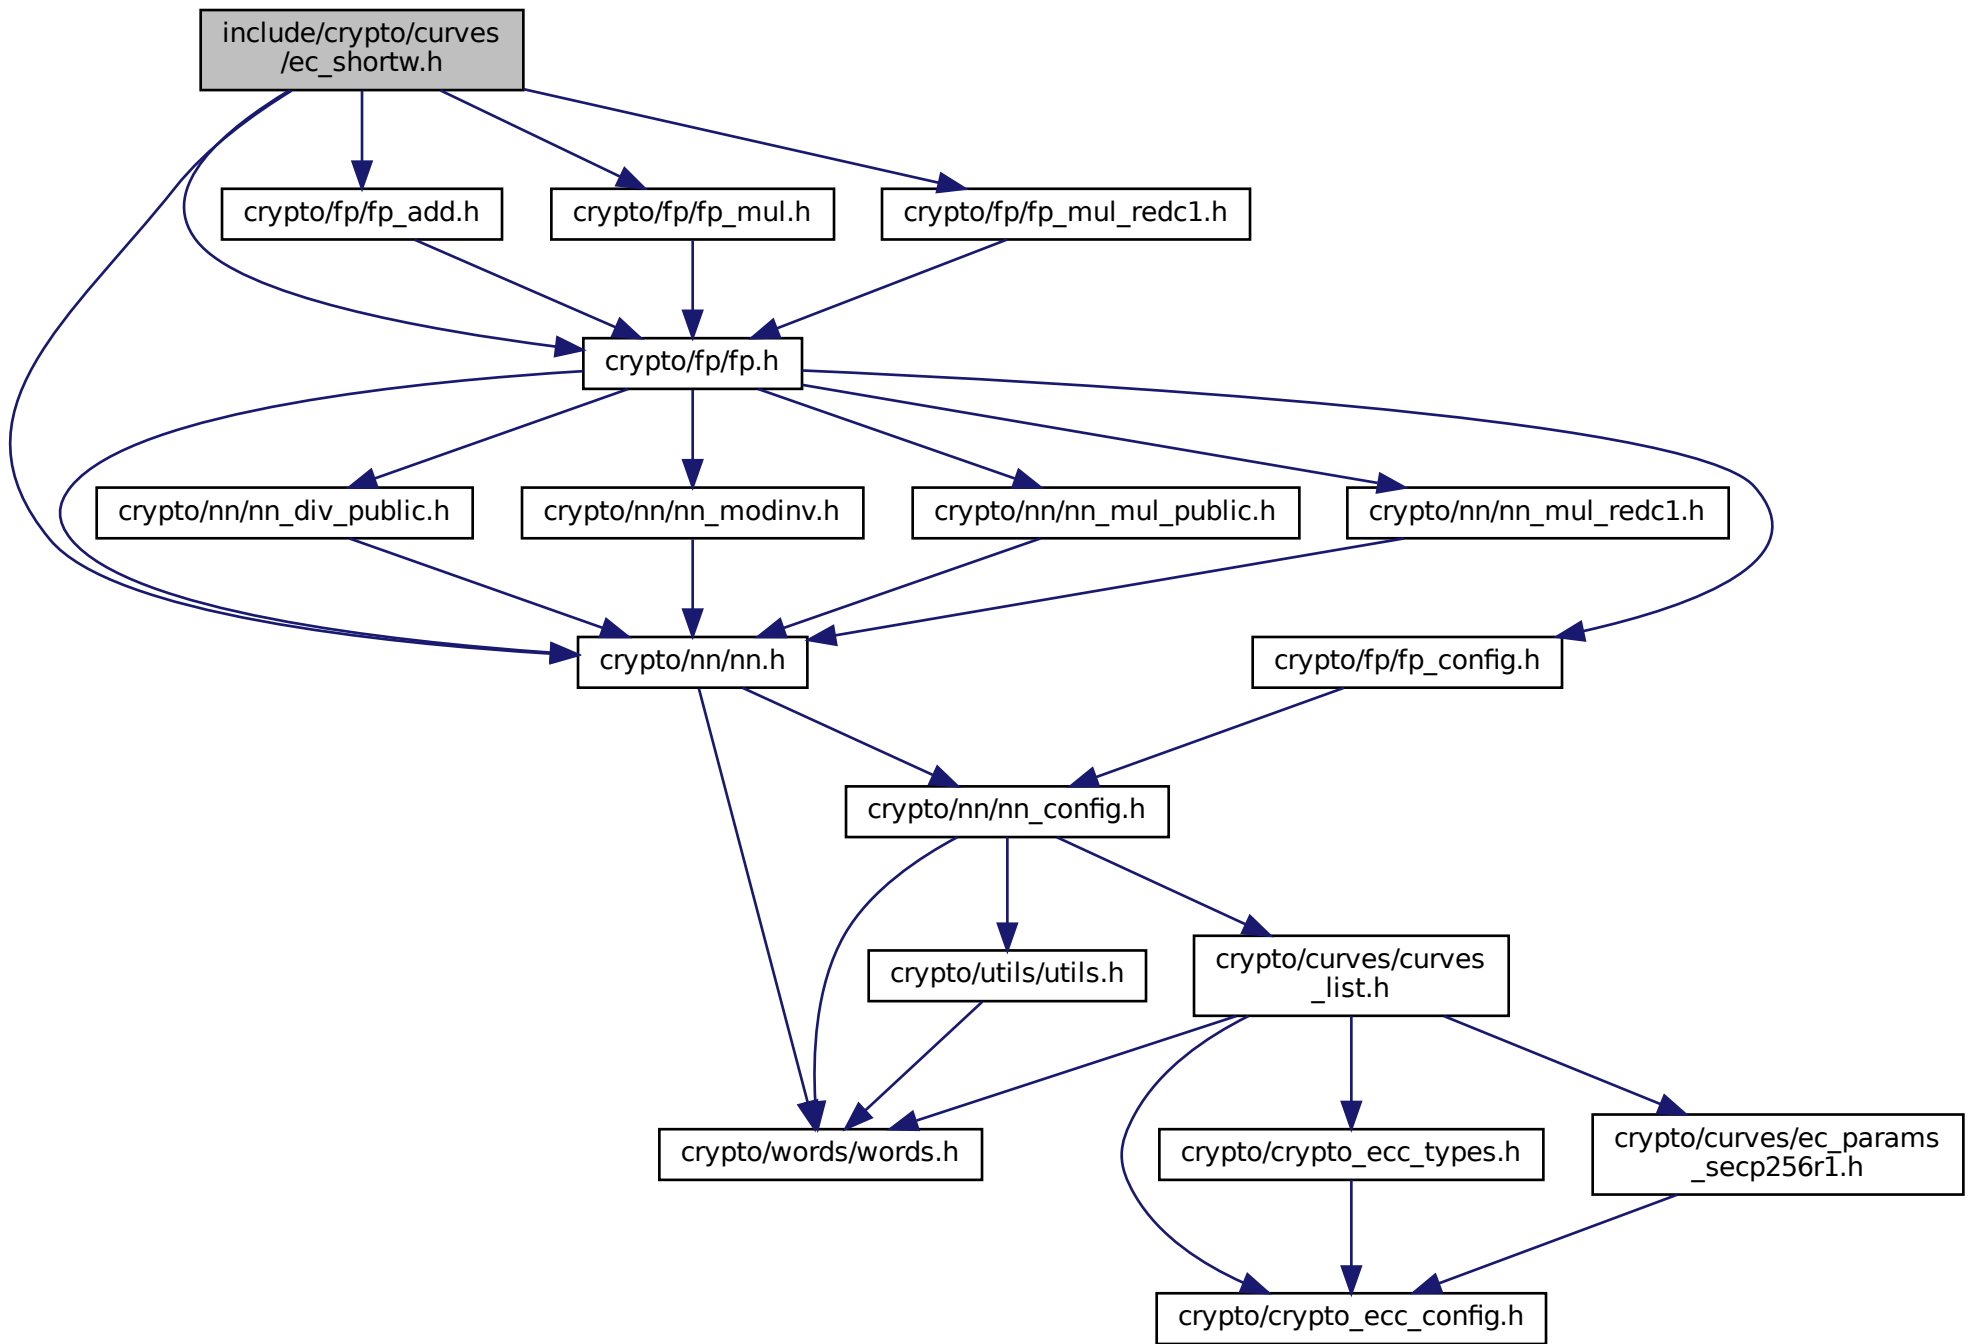 include/crypto/curves
/ec_shortw.h
crypto/fp/fp_add.h
crypto/fp/fp_mul.h
crypto/fp/fp_mul_redc1.h
crypto/fp/fp.h
crypto/nn/nn_div_public.h
crypto/nn/nn_modinv.h
crypto/nn/nn_mul_public.h
crypto/nn/nn_mul_redc1.h
crypto/nn/nn.h
crypto/fp/fp_config.h
crypto/nn/nn_config.h
crypto/utils/utils.h
crypto/curves/curves
_list.h
crypto/words/words.h
crypto/crypto_ecc_types.h
crypto/curves/ec_params
_secp256r1.h
crypto/crypto_ecc_config.h